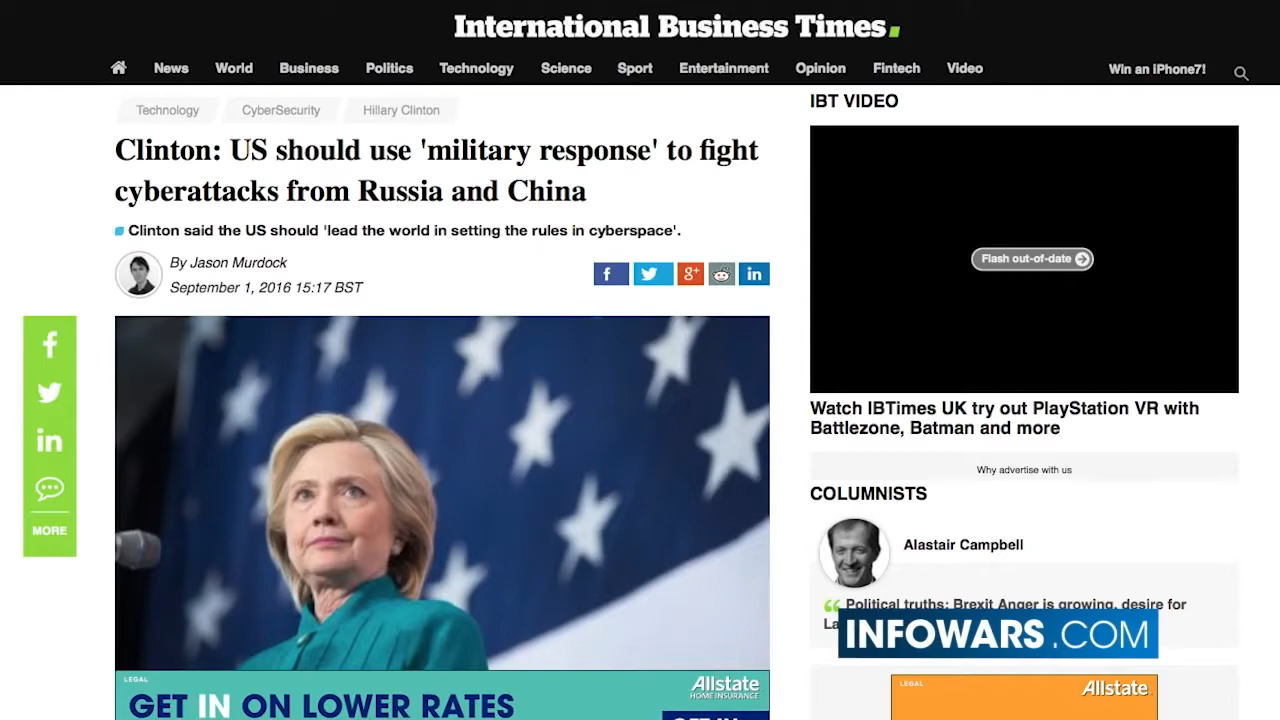 International Business Times.
News World Business Politics Technology Science Sport Entertainment Opinion Fintech Video Win an iPhone7!
Technology CyberSecurity Hillary Clinton
Clinton: US should use 'military response' to fight
cyberattacks from Russia and China
Clinton said the US should 'lead the world in setting the rules in cyberspace'.
By Jason Murdock
September 1, 2016 15:17 BST
MORE
LEGAL
GET IN ON LOWER RATES
Allstate
HOME INSURANCE
IBT VIDEO
Flash out-of-date
Watch IBTimes UK try out PlayStation VR with
Battlezone, Batman and more
Why advertise with us
COLUMNISTS
Alastair Campbell
Political truths: Brexit Anger is growing, desire for
INFOWARS.COM
LEGAL
Allstate